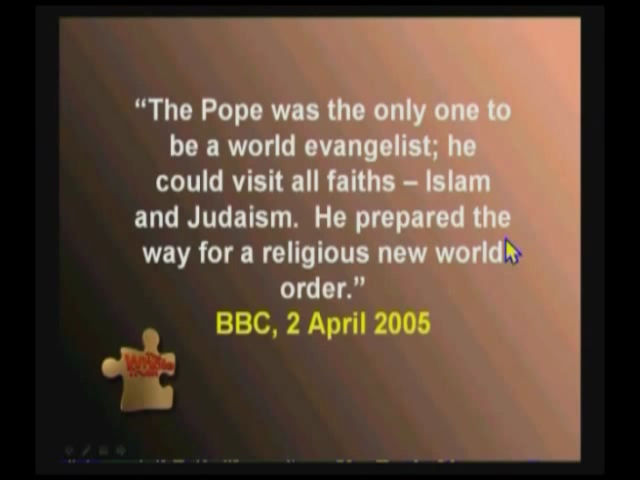 “The Pope was the only one to
be a world evangelist; he
could visit all faiths – Islam
and Judaism.  He prepared the
way for a religious new world
order.”
BBC, 2 April 2005